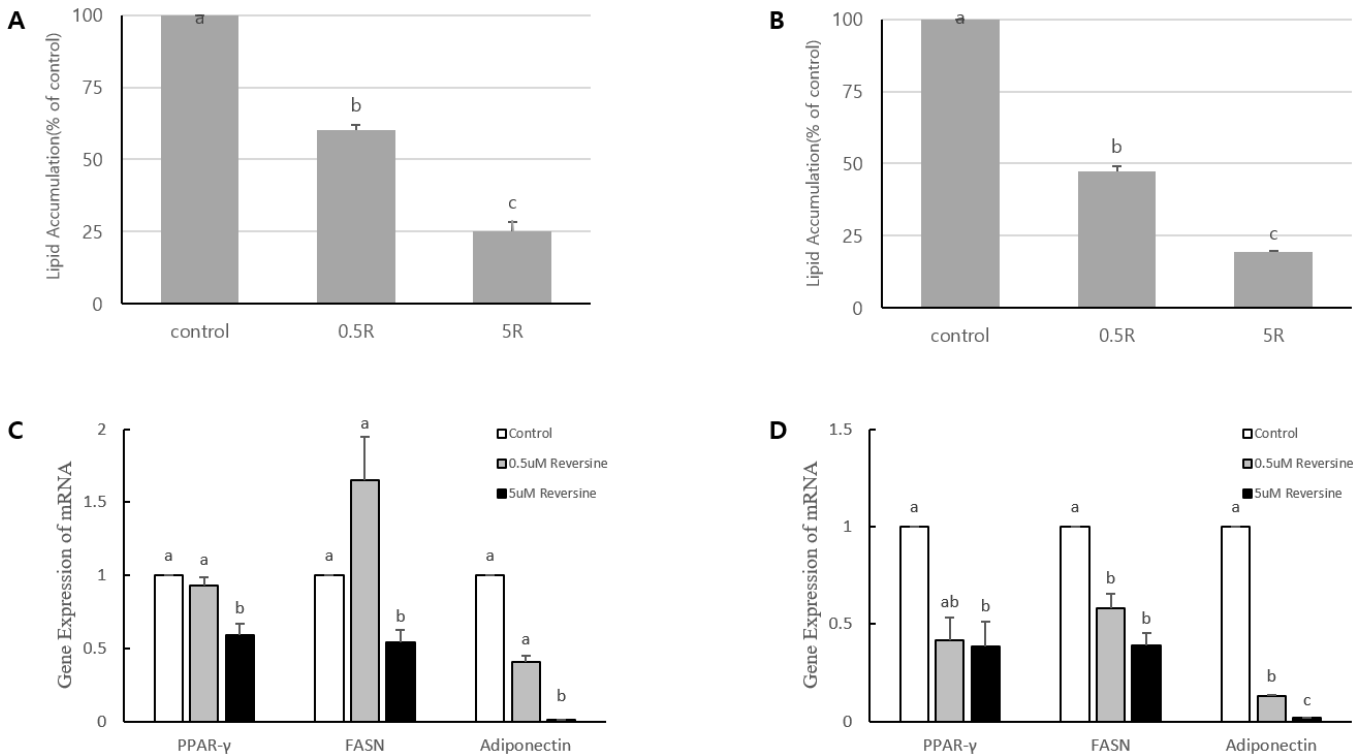 A
Lipid Accumulation(% of control)
100
75
50
25
0
a
b
c
control 0.5R 5R
B
Lipid Accumulation(% of control)
100
75
50
25
0
a
b
c
control 0.5R 5R
C
Gene Expression of mRNA
2
1.5
1
0.5
0
Control
0.5uM Reversine
5uM Reversine
a a b
a a b
a a b
PPAR-γ FASN Adiponectin
D
Gene Expression of mRNA
1.5
1
0.5
0
Control
0.5uM Reversine
5uM Reversine
a ab b
a b b
a b c
PPAR-γ FASN Adiponectin